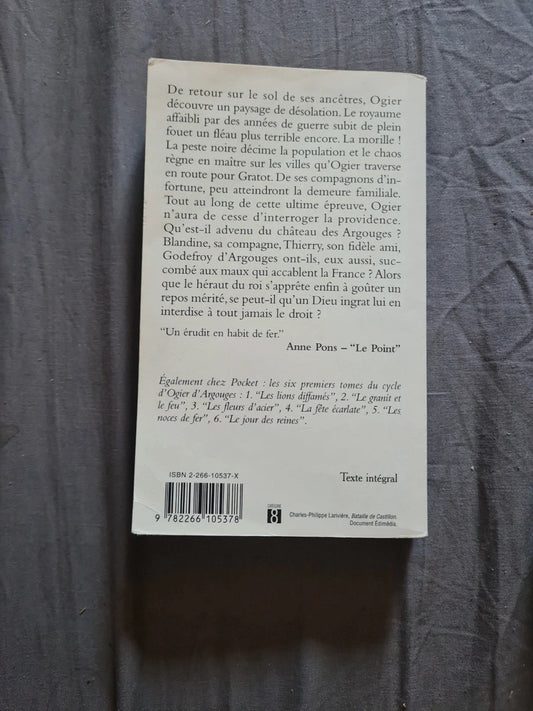 De retour sur le sol de ses ancêtres, Ogier
découvre un paysage de désolation. Le royaume
affaibli par des années de guerre subit de plein
fouet un fléau plus terrible encore. La morille !
La peste noire décime la population et le chaos
règne en maître sur les villes qu'Ogier traverse
en route pour Gratot. De ses compagnons d'in-
fortune, peu atteindront la demeure familiale.
Tout au long de cette ultime épreuve, Ogier
n'aura de cesse d'interroger la providence.
Qu'est-il advenu du château des Argouges ?
Blandine, sa compagne, Thierry, son fidèle ami,
Godefroy d'Argouges ont-ils, eux aussi, suc-
combé aux maux qui accablent la France ? Alors
que le héraut du roi s'apprête enfin à goûter un
repos mérité, se peut-il qu'un Dieu ingrat lui en
interdise à tout jamais le droit ?
“Un érudit en habit de fer.”
Anne Pons – “Le Point”
Également chez Pocket : les six premiers tomes du cycle
d'Ogier d'Argouges : 1. “Les lions diffamés”, 2. “Le granit et
le feu”, 3. “Les fleurs d'acier”, 4. “La fête écarlate”, 5. “Les
noces de fer”, 6. “Le jour des reines”.
Texte intégral
ISBN 2-266-10537-X
9 782266 105378
CATÉGORIE
8
Charles-Philippe Larivière, Bataille de Castillon.
Document Édimédia.